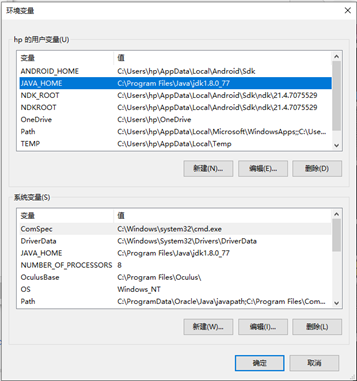 环境变量
hp 的用户变量(U)
变量 值
ANDROID_HOME C:\Users\hp\AppData\Local\Android\Sdk
JAVA_HOME C:\Program Files\Java\jdk1.8.0_77
NDK_ROOT C:\Users\hp\AppData\Local\Android\Sdk\ndk\21.4.7075529
NDKROOT C:\Users\hp\AppData\Local\Android\Sdk\ndk\21.4.7075529
OneDrive C:\Users\hp\OneDrive
Path C:\Users\hp\AppData\Local\Microsoft\WindowsApps;;C:\Use...
TEMP C:\Users\hp\AppData\Local\Temp
新建(N)... 编辑(E)... 删除(D)
系统变量(S)
变量 值
ComSpec C:\Windows\system32\cmd.exe
DriverData C:\Windows\System32\Drivers\DriverData
JAVA_HOME C:\Program Files\Java\jdk1.8.0_77
NUMBER_OF_PROCESSORS 8
OculusBase C:\Program Files\Oculus\
OS Windows_NT
Path C:\ProgramData\Oracle\Java\javapath;C:\Program Files\Com...
新建(W)... 编辑(I)... 删除(L)
确定 取消